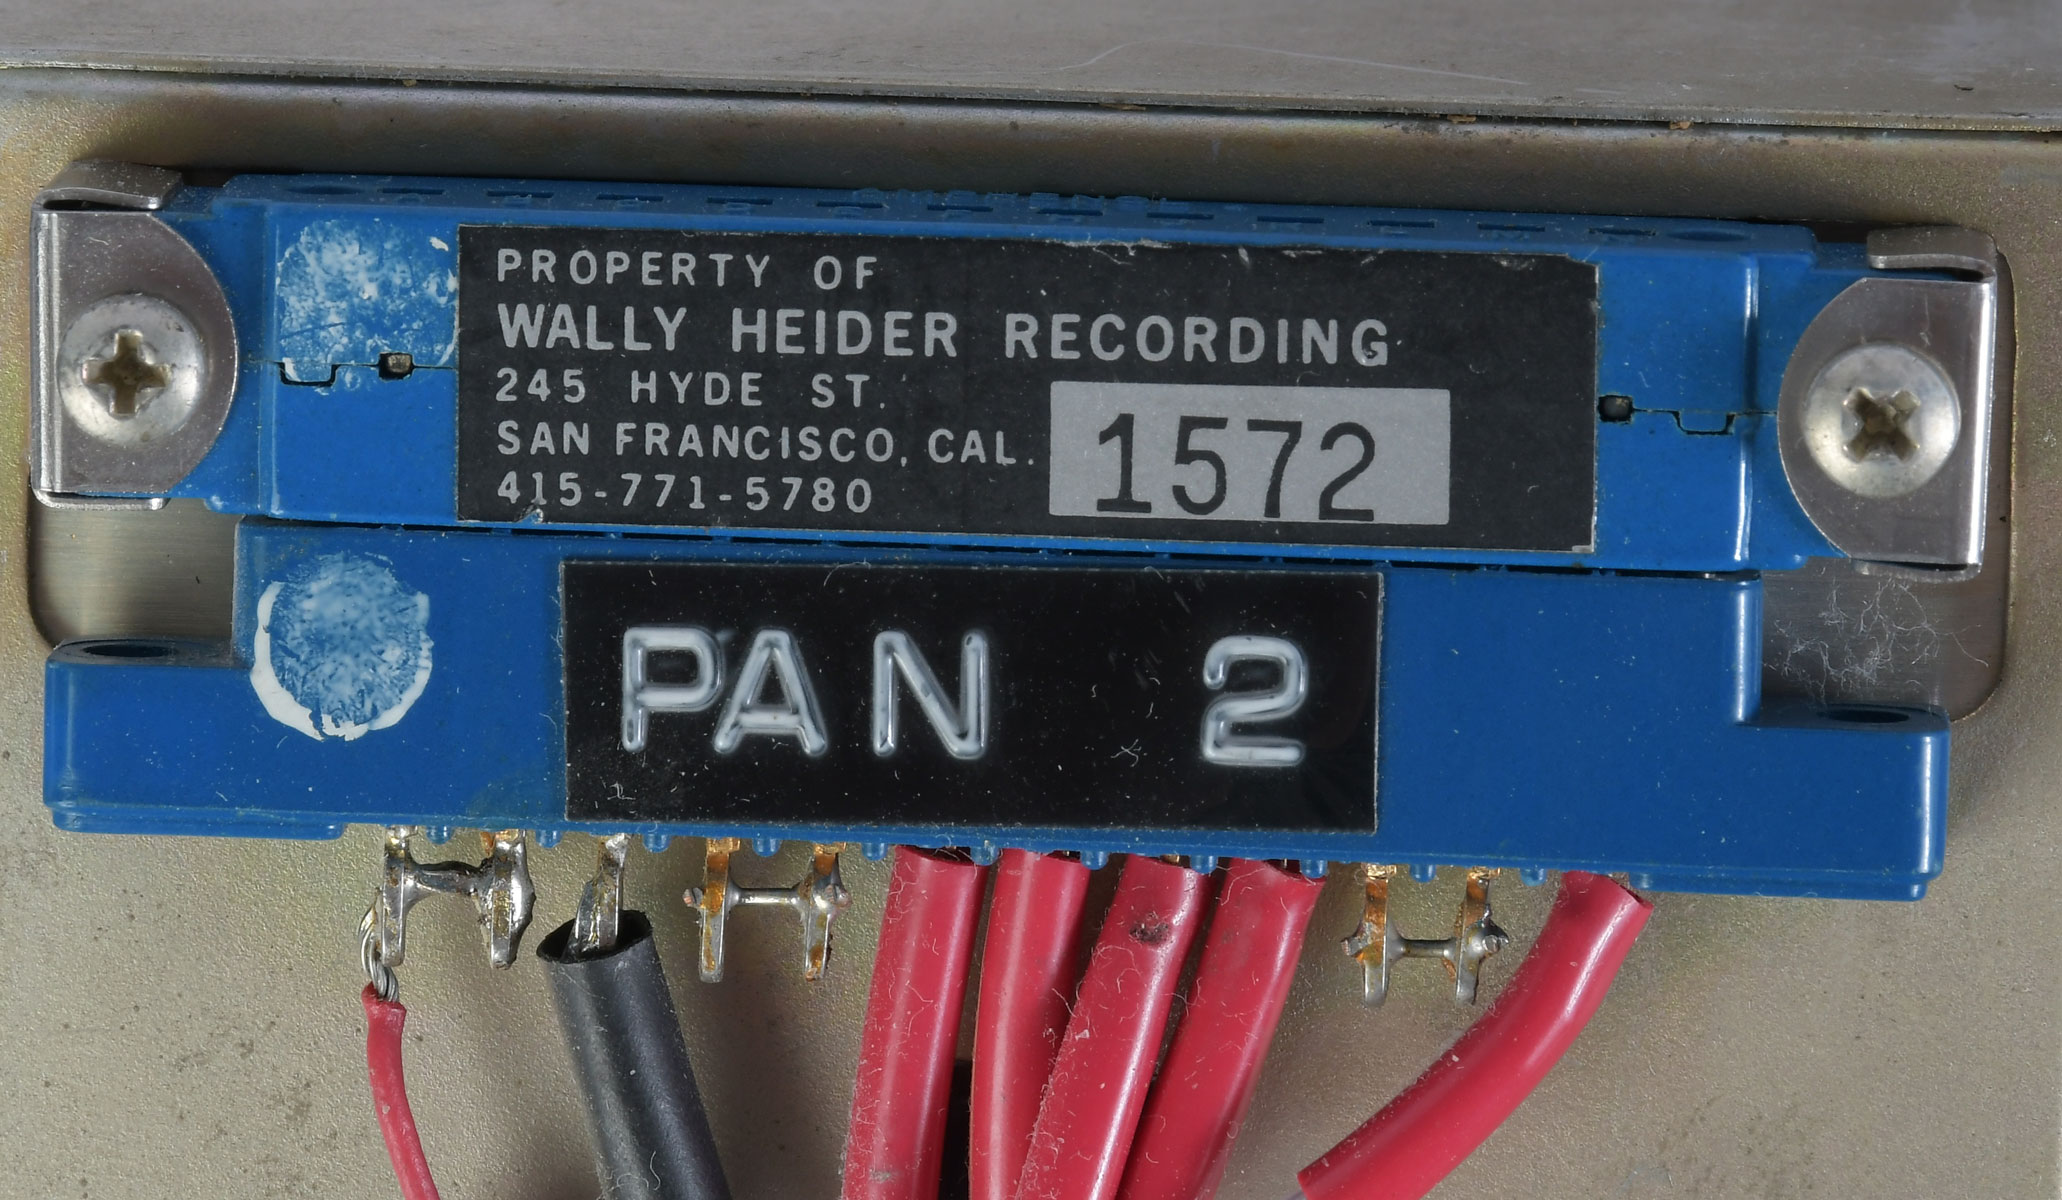 PROPERTY OF
WALLY HEIDER RECORDING
245 HYDE ST.
SAN FRANCISCO, CAL.
415-771-5780
1572
PAN 2